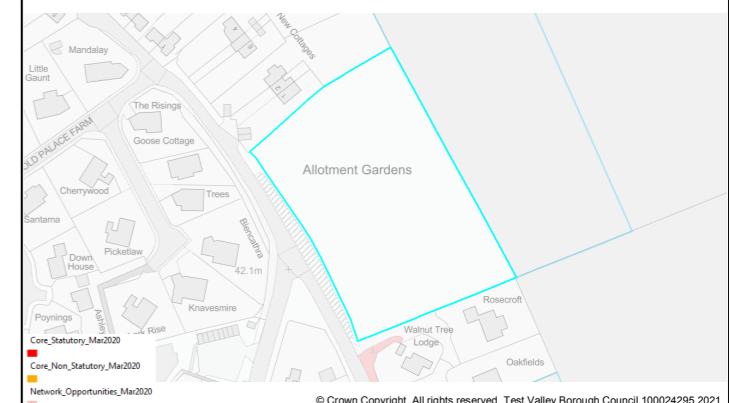 New Cottages
Mandalay
Little
Gaunt
The Risings
OLD PALACE FARM
Goose Cottage
Allotment Gardens
Cherrywood
Trees
Santama
Blencathra
Picketlaw
Down
House
42.1m
Knavesmire
Rosecroft
Poynings
Rise
Walnut Tree
Lodge
Oakfields
Core_Statutory_Mar2020
Core_Non_Statutory_Mar2020
Network_Opportunities_Mar2020
© Crown Copyright. All rights reserved. Test Valley Borough Council 100024295 2021